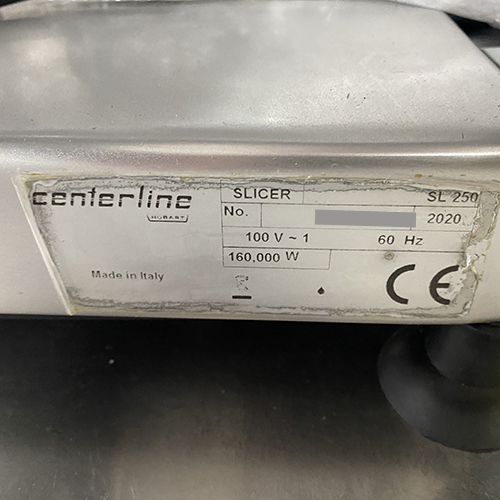 centerline
HOBART
SLICER SL 250
No. 2020
100 V ~ 1 60 Hz
160,000 W
Made in Italy
CE